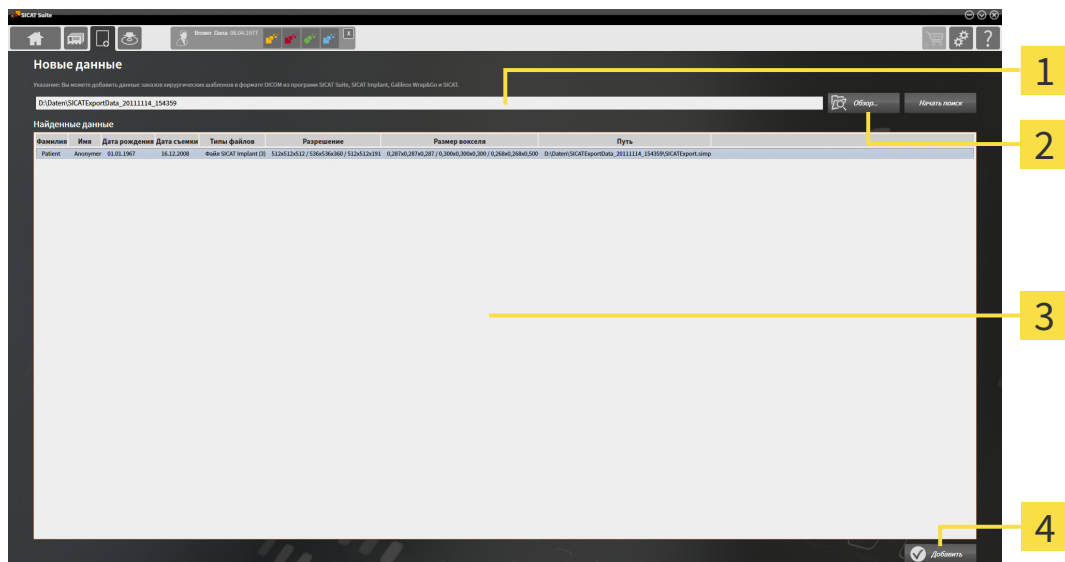 SICAT Suite
Brown Dana 06.04.1977 x
?
Новые данные
Указание: Вы можете добавить данные заказов хирургических шаблонов в формате DICOM из программ SICAT Suite, SICAT Implant, Galileos Wrap&Go и SICAT.
D:\Daten\SICATExportData_20111114_154359
Обзор...
Начать поиск
Найденные данные
Фамилия Имя Дата рождения Дата съемки Типы файлов Разрешение Размер вокселя Путь
Patient Anonymer 01.01.1967 16.12.2008 Файл SICAT Implant (3) 512x512x512 / 536x536x360 / 512x512x191 0,287x0,287x0,287 / 0,300x0,300x0,300 / 0,268x0,268x0,500 D:\Daten\SICATExportData_20111114_154359\SICATExport.simp
Добавить
1
2
3
4